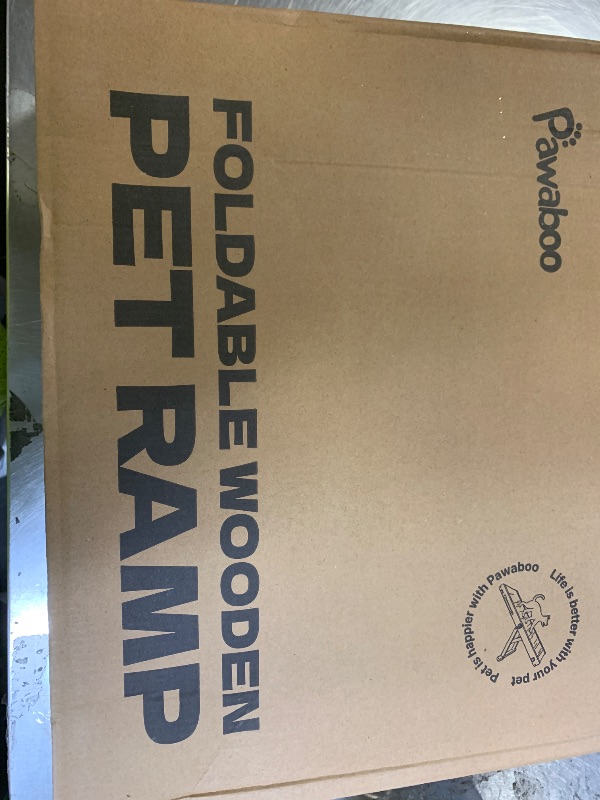 Pawaboo
Life is better with your pet
Pet is happier with Pawaboo
FOLDABLE WOODEN
PET RAMP